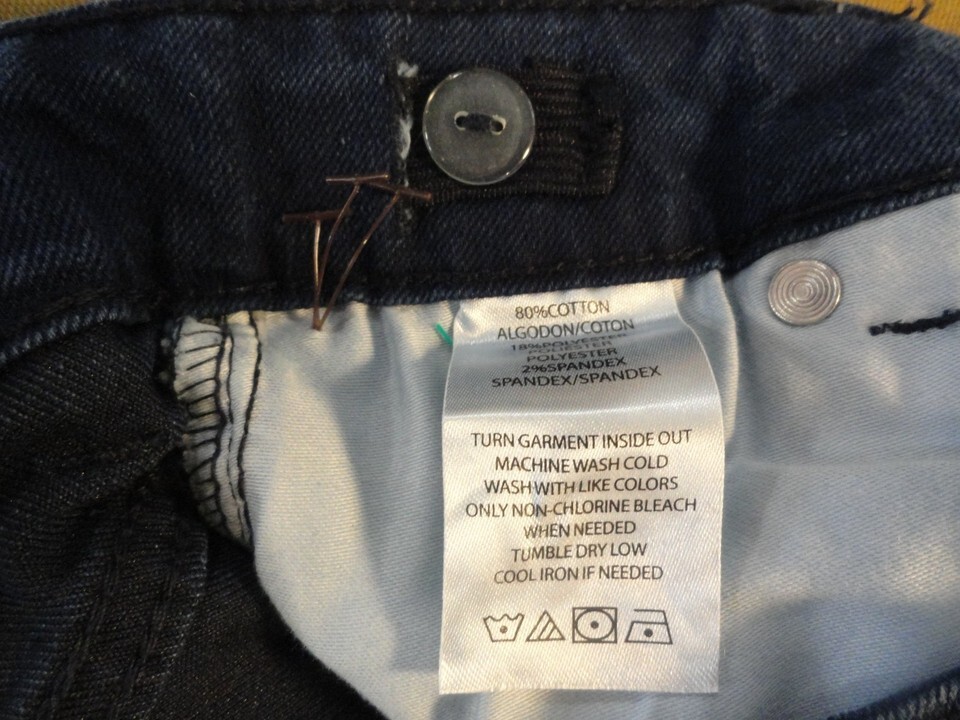 80%COTTON
ALGODON/COTON
18%POLYESTER
POLIESTER
POLYESTER
2%SPANDEX
SPANDEX/SPANDEX
TURN GARMENT INSIDE OUT
MACHINE WASH COLD
WASH WITH LIKE COLORS
ONLY NON-CHLORINE BLEACH
WHEN NEEDED
TUMBLE DRY LOW
COOL IRON IF NEEDED